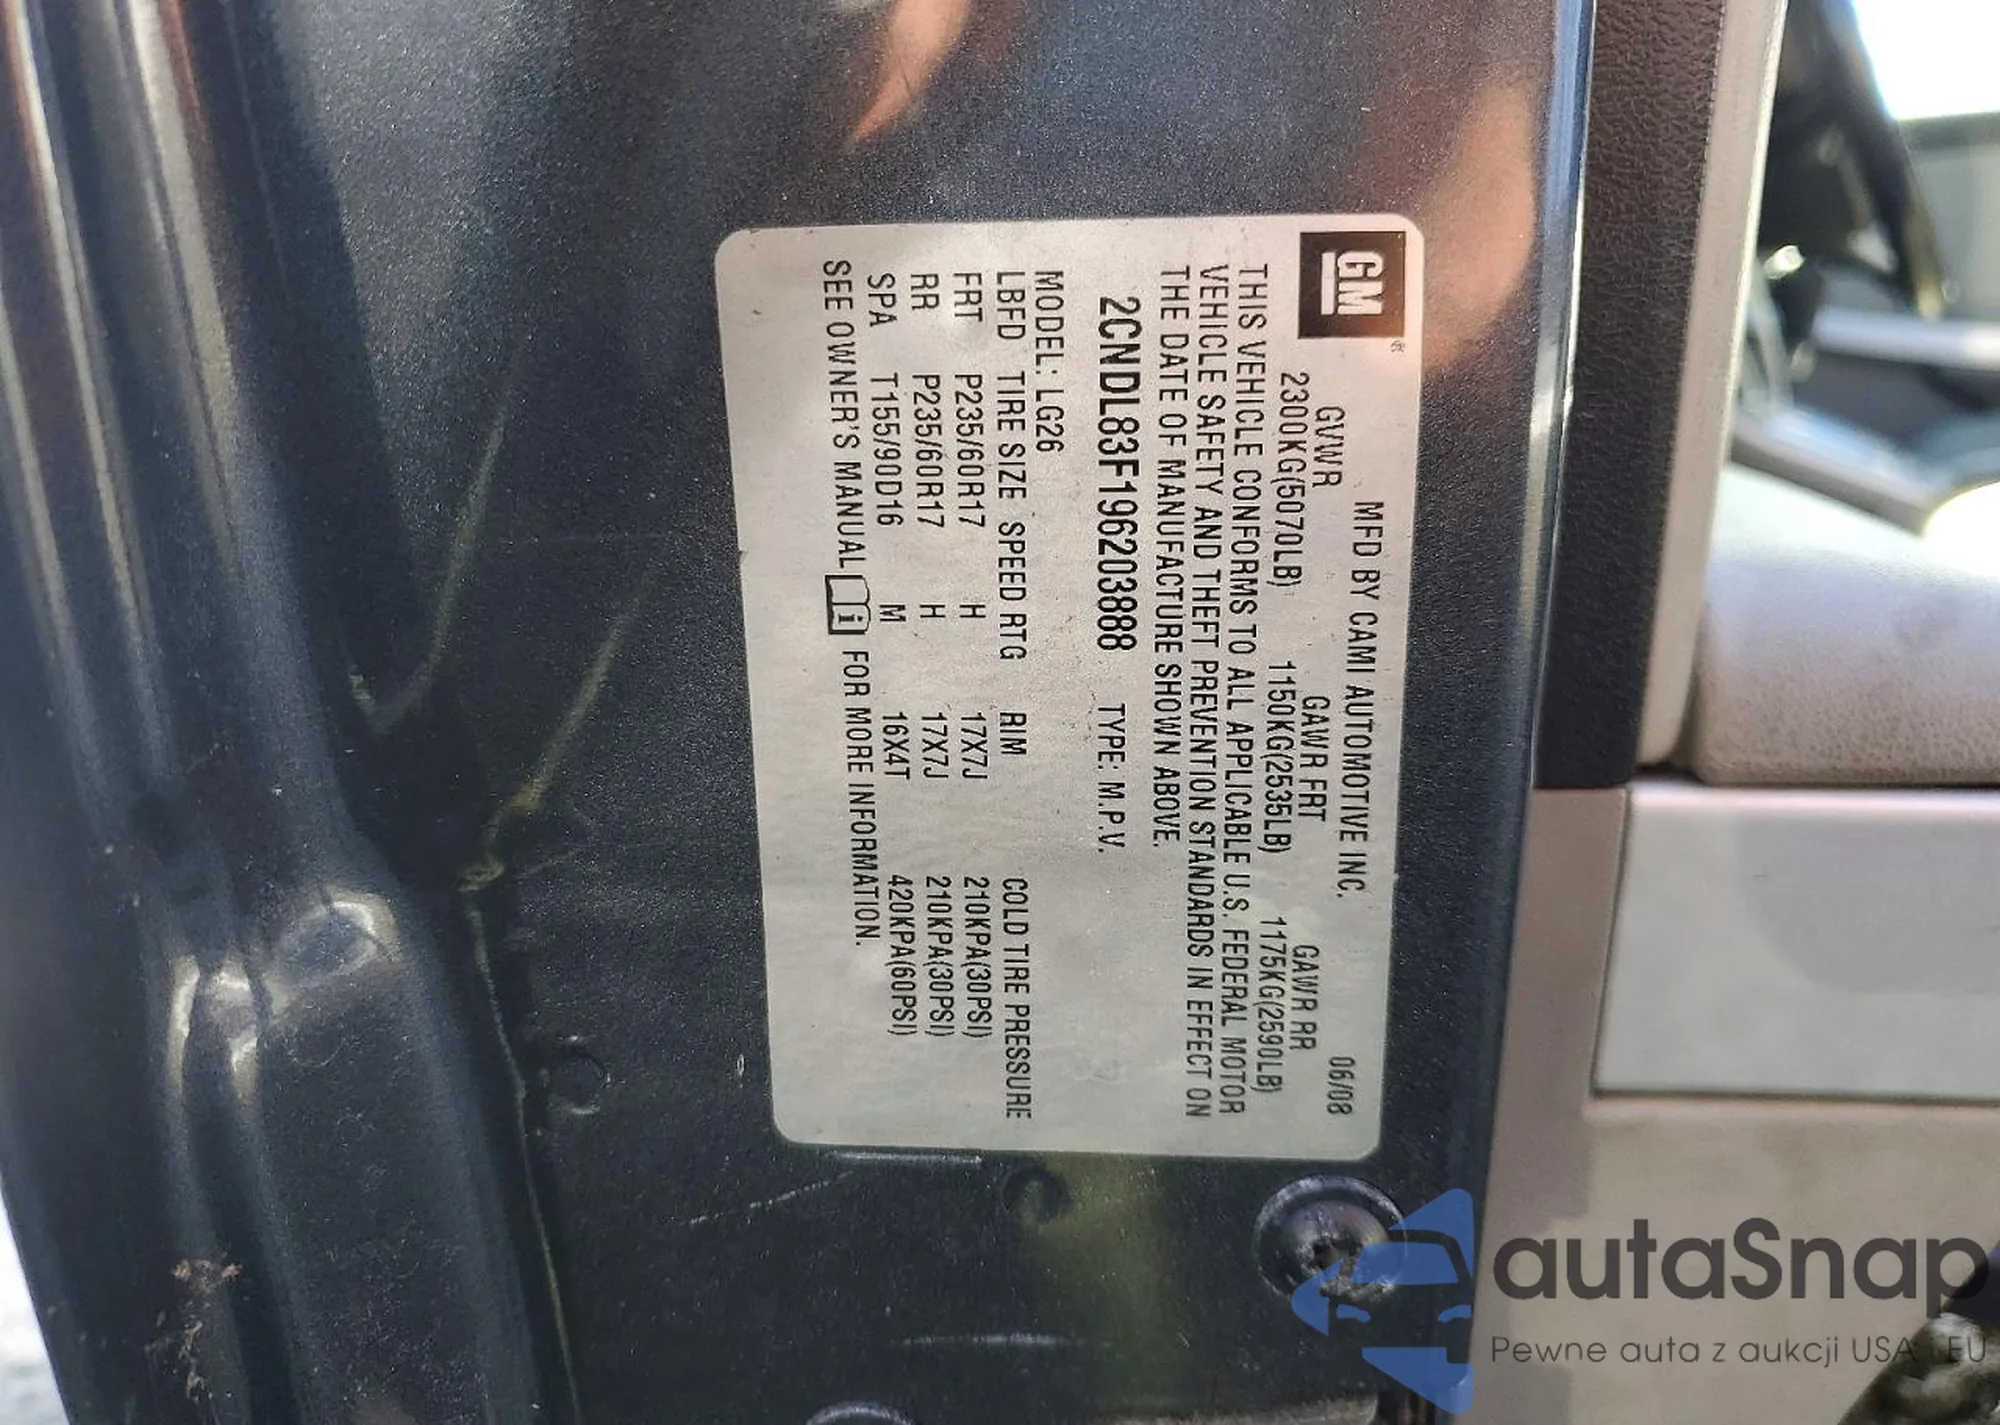 GM®
MFD BY CAMI AUTOMOTIVE INC. 06/08
GVWR GAWR FRT GAWR RR
2300KG(5070LB) 1150KG(2535LB) 1175KG(2590LB)
THIS VEHICLE CONFORMS TO ALL APPLICABLE U.S. FEDERAL MOTOR
VEHICLE SAFETY AND THEFT PREVENTION STANDARDS IN EFFECT ON
THE DATE OF MANUFACTURE SHOWN ABOVE.
2CNDL83F196203888 TYPE: M.P.V.
MODEL: LG26
LBFD TIRE SIZE SPEED RTG RIM COLD TIRE PRESSURE
FRT P235/60R17 H 17X7J 210KPA(30PSI)
RR P235/60R17 H 17X7J 210KPA(30PSI)
SPA T155/90D16 M 16X4T 420KPA(60PSI)
SEE OWNER'S MANUAL i FOR MORE INFORMATION.
autaSnap
Pewne auta z aukcji USA i EU